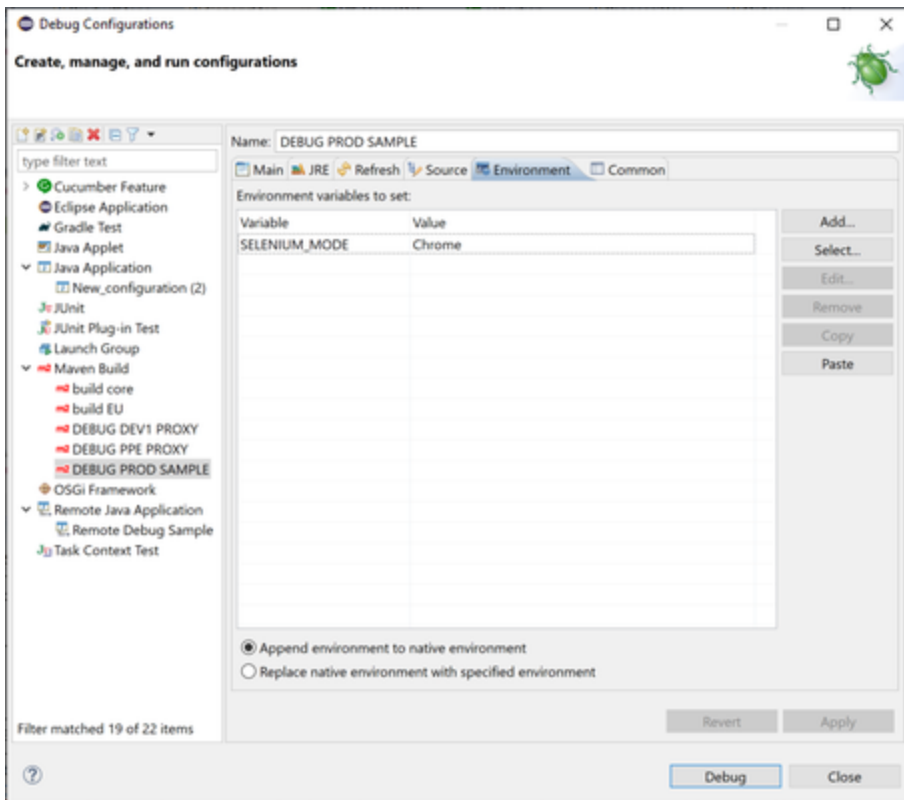 Debug Configurations
Create, manage, and run configurations
type filter text
Cucumber Feature
Eclipse Application
Gradle Test
Java Applet
Java Application
New_configuration (2)
JUnit
JUnit Plug-in Test
Launch Group
Maven Build
build core
build EU
DEBUG DEV1 PROXY
DEBUG PPE PROXY
DEBUG PROD SAMPLE
OSGi Framework
Remote Java Application
Remote Debug Sample
Task Context Test
Filter matched 19 of 22 items
Name: DEBUG PROD SAMPLE
Main JRE Refresh Source Environment Common
Environment variables to set:
Variable Value
SELENIUM_MODE Chrome
Add...
Select...
Edit...
Remove
Copy
Paste
Append environment to native environment
Replace native environment with specified environment
Revert Apply
Debug Close